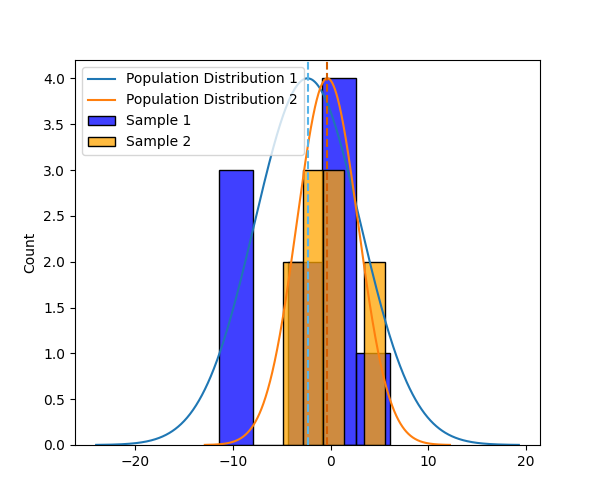 Population Distribution 1
Population Distribution 2
Sample 1
Sample 2
Count
4.0
3.5
3.0
2.5
2.0
1.5
1.0
0.5
0.0
−20 −10 0 10 20